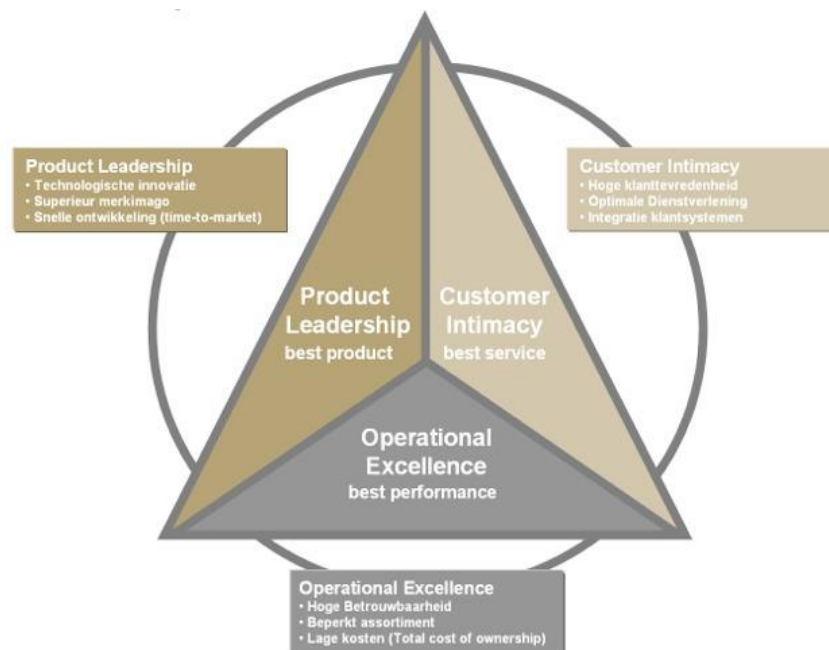 Product Leadership
• Technologische innovatie
• Superieur merkimago
• Snelle ontwikkeling (time-to-market)
Customer Intimacy
• Hoge klanttevredenheid
• Optimale Dienstverlening
• Integratie klantsystemen
Product
Leadership
best product
Customer
Intimacy
best service
Operational
Excellence
best performance
Operational Excellence
• Hoge Betrouwbaarheid
• Beperkt assortiment
• Lage kosten (Total cost of ownership)